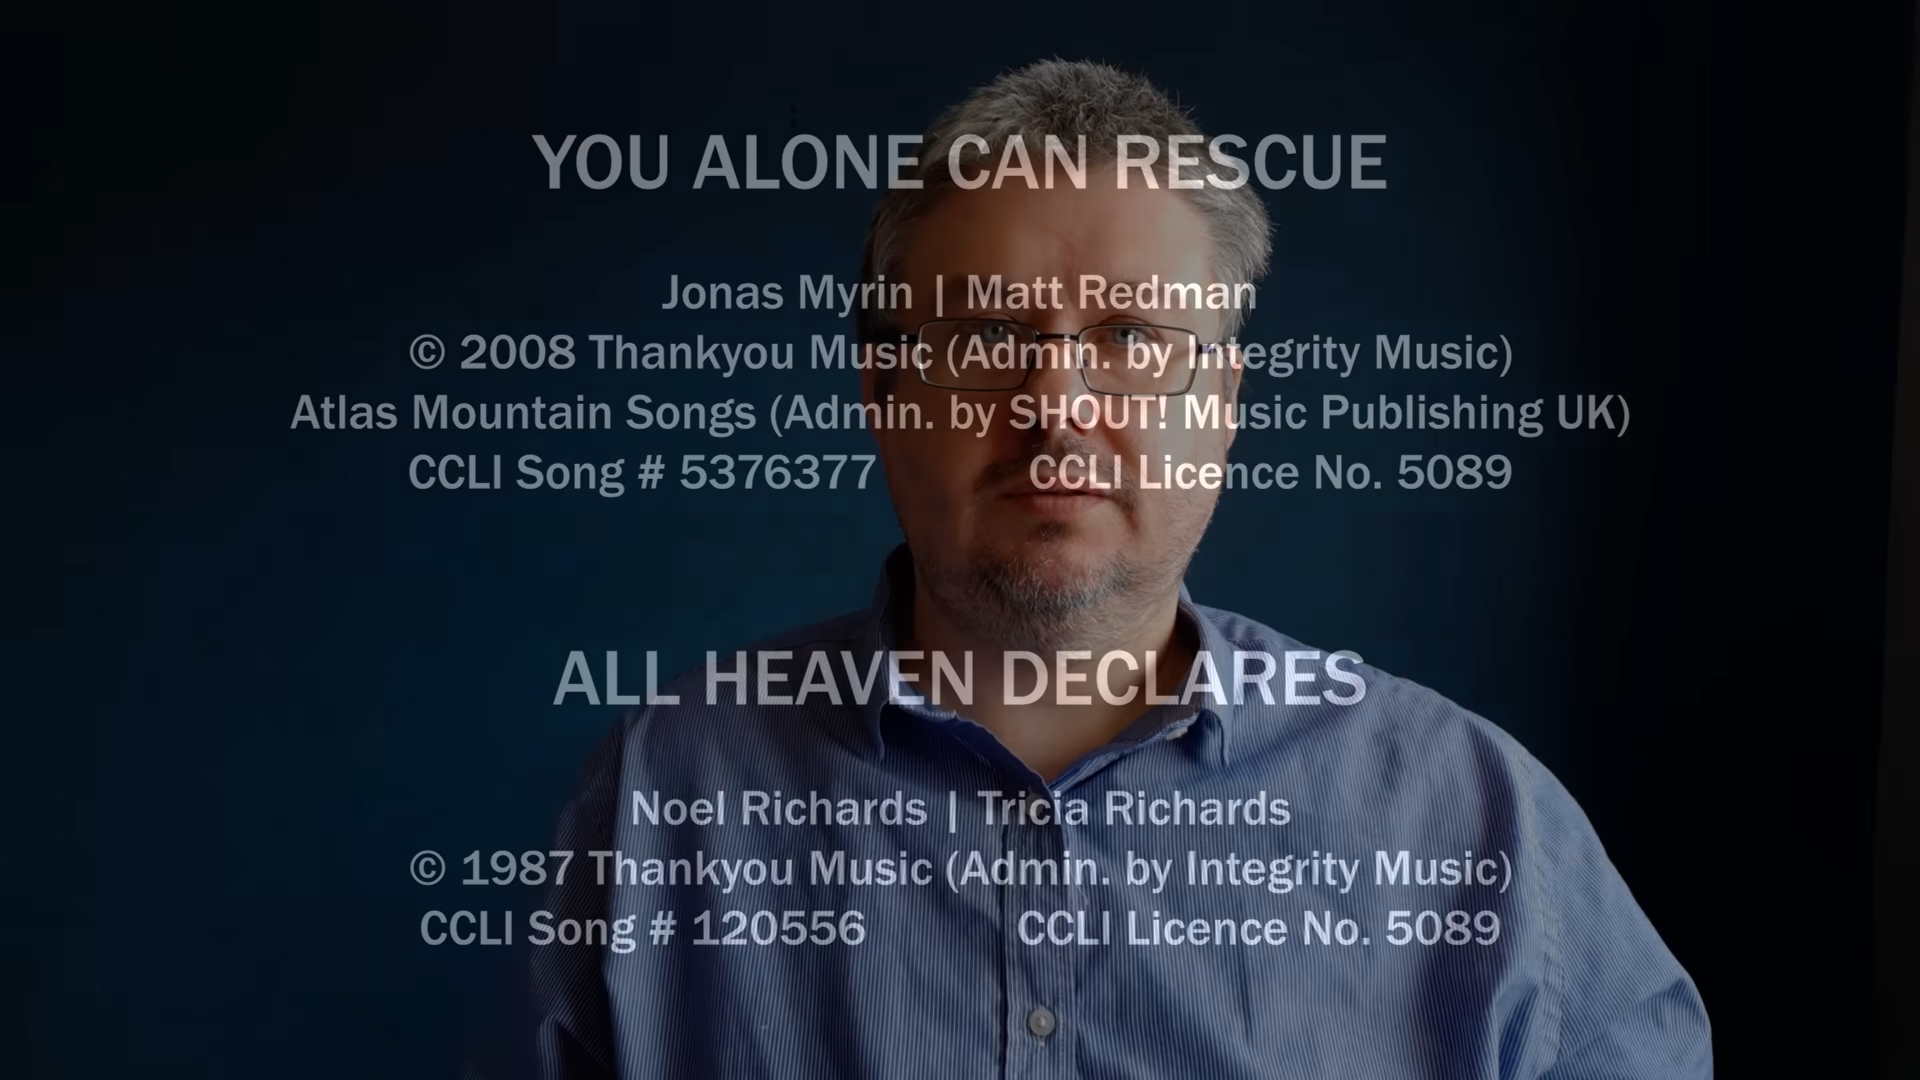 YOU ALONE CAN RESCUE
Jonas Myrin | Matt Redman
© 2008 Thankyou Music (Admin. by Integrity Music)
Atlas Mountain Songs (Admin. by SHOUT! Music Publishing UK)
CCLI Song # 5376377 CCLI Licence No. 5089
ALL HEAVEN DECLARES
Noel Richards | Tricia Richards
© 1987 Thankyou Music (Admin. by Integrity Music)
CCLI Song # 120556 CCLI Licence No. 5089